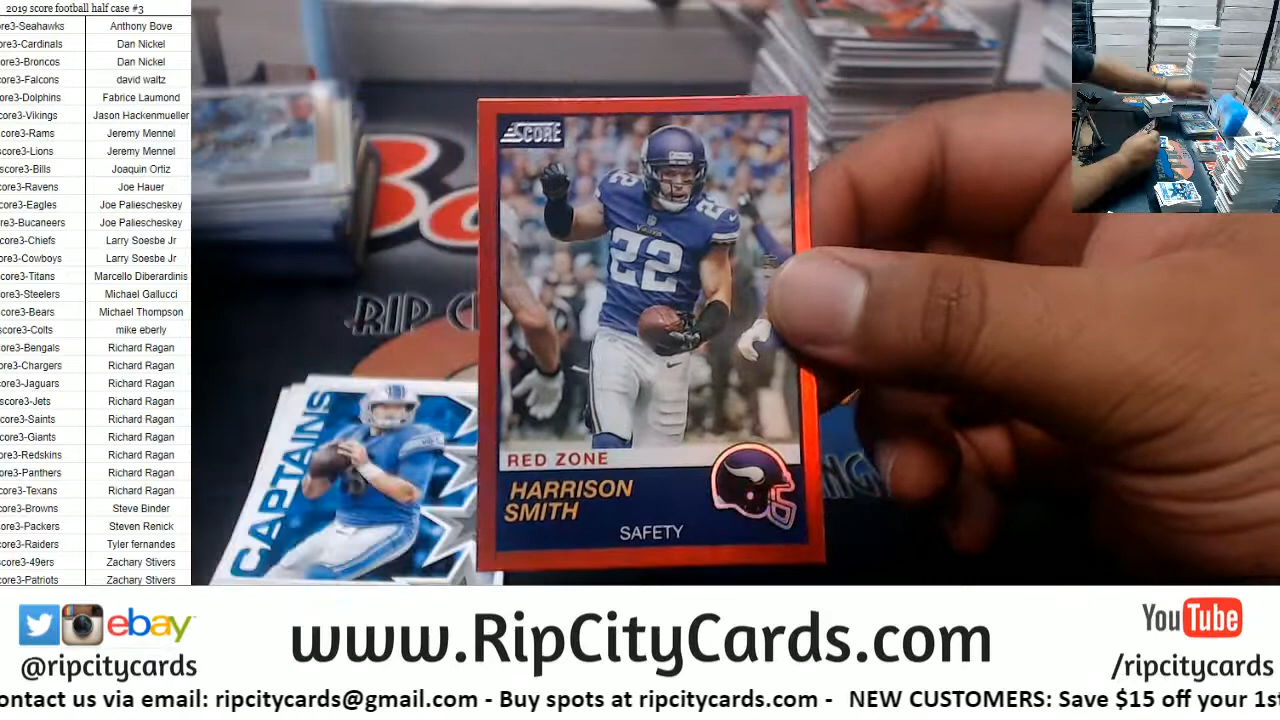 2019 score football half case #3
ore3-Seahawks Anthony Bove
ore3-Cardinals Dan Nickel
ore3-Broncos Dan Nickel
ore3-Falcons david waltz
ore3-Dolphins Fabrice Laumond
ore3-Vikings Jason Hackenmueller
ore3-Rams Jeremy Mennel
score3-Lions Jeremy Mennel
score3-Bills Joaquin Ortiz
ore3-Ravens Joe Hauer
ore3-Eagles Joe Paliescheskey
ore3-Bucaneers Joe Paliescheskey
ore3-Chiefs Larry Soesbe Jr
ore3-Cowboys Larry Soesbe Jr
core3-Titans Marcello Diberardinis
ore3-Steelers Michael Gallucci
ore3-Bears Michael Thompson
score3-Colts mike eberly
ore3-Bengals Richard Ragan
ore3-Chargers Richard Ragan
ore3-Jaguars Richard Ragan
score3-Jets Richard Ragan
ore3-Saints Richard Ragan
ore3-Giants Richard Ragan
ore3-Redskins Richard Ragan
ore3-Panthers Richard Ragan
ore3-Texans Richard Ragan
ore3-Browns Steve Binder
ore3-Packers Steven Renick
ore3-Raiders Tyler fernandes
core3-49ers Zachary Stivers
ore3-Patriots Zachary Stivers
SCORE
22
22
VIKINGS
22
RED ZONE
HARRISON
SMITH
SAFETY
CAPTAINS
RIP C
ebay
@ripcitycards
www.RipCityCards.com
YouTube
/ripcitycards
ontact us via email: ripcitycards@gmail.com - Buy spots at ripcitycards.com - NEW CUSTOMERS: Save $15 off your 1s